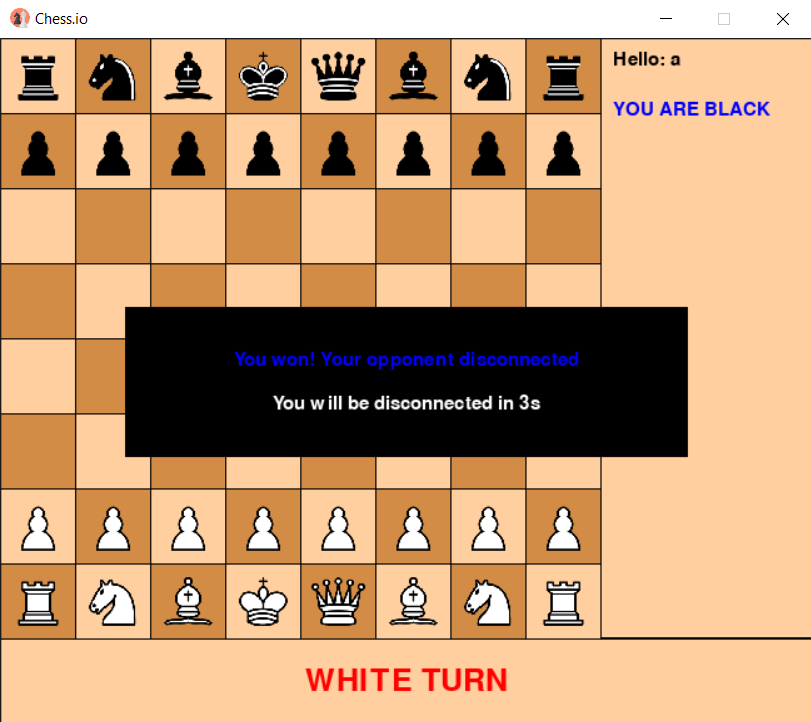 Chess.io
Hello: a
YOU ARE BLACK
You won! Your opponent disconnected
You will be disconnected in 3s
WHITE TURN